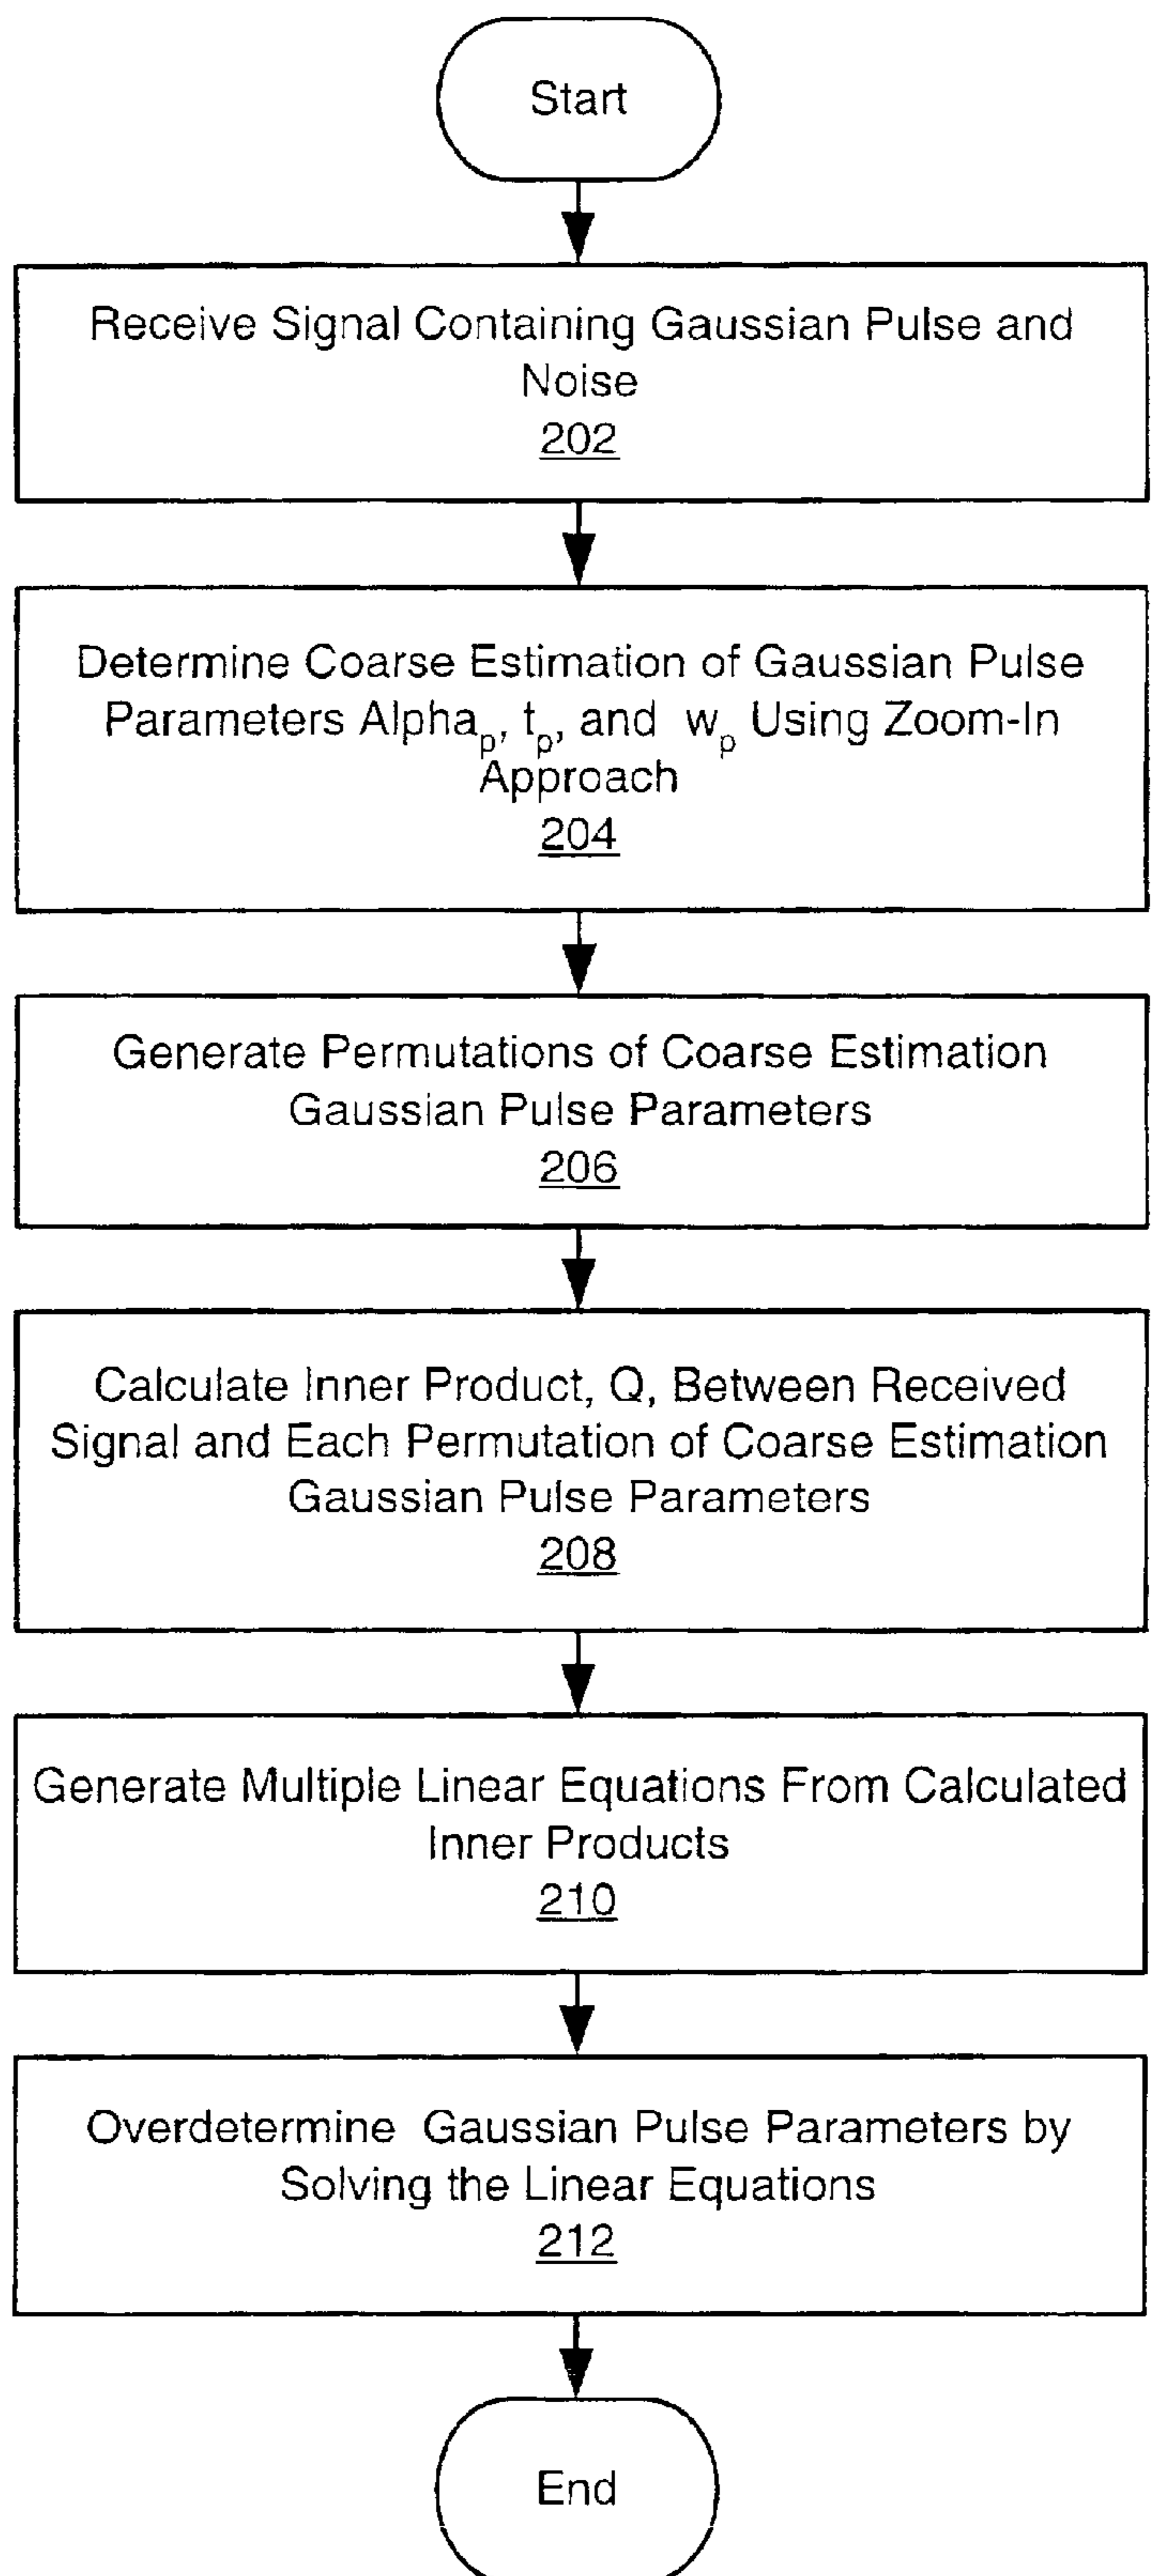 Start
Receive Signal Containing Gaussian Pulse and
Noise
202
Determine Coarse Estimation of Gaussian Pulse
Parameters Alphap, tp, and wp Using Zoom-In
Approach
204
Generate Permutations of Coarse Estimation
Gaussian Pulse Parameters
206
Calculate Inner Product, Q, Between Received
Signal and Each Permutation of Coarse Estimation
Gaussian Pulse Parameters
208
Generate Multiple Linear Equations From Calculated
Inner Products
210
Overdetermine Gaussian Pulse Parameters by
Solving the Linear Equations
212
End